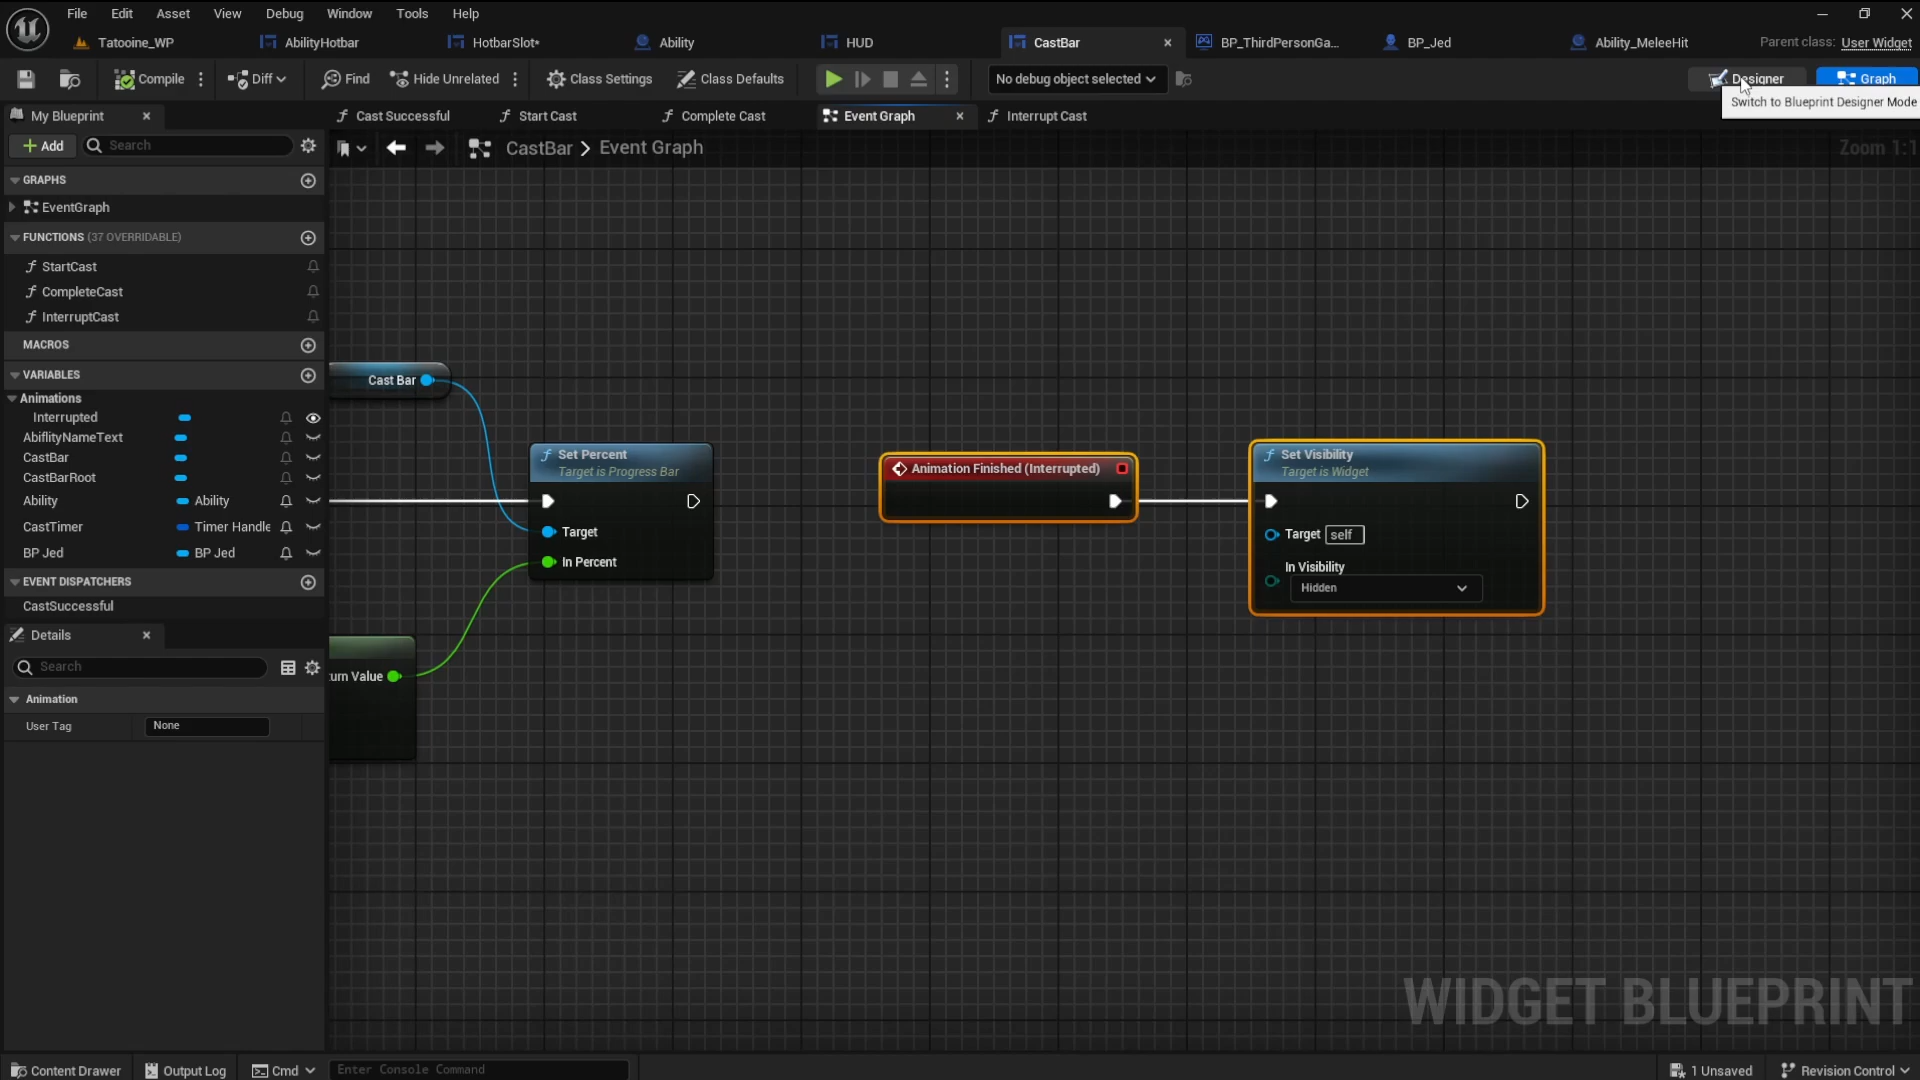 File Edit Asset View Debug Window Tools Help
Tatooine_WP AbilityHotbar HotbarSlot* Ability HUD CastBar BP_ThirdPersonGa... BP_Jed Ability_MeleeHit Parent class: User Widget
Compile Diff Find Hide Unrelated Class Settings Class Defaults No debug object selected Designer Graph
Switch to Blueprint Designer Mode
My Blueprint Cast Successful Start Cast Complete Cast Event Graph Interrupt Cast
Add Search CastBar > Event Graph Zoom 1:1
GRAPHS
EventGraph
FUNCTIONS (37 OVERRIDABLE)
StartCast
CompleteCast
InterruptCast
MACROS
VARIABLES
Animations
Interrupted
AbiflityNameText
CastBar
CastBarRoot
Ability Ability
CastTimer Timer Handle
BP Jed BP Jed
EVENT DISPATCHERS
CastSuccessful
Details
Search
Animation
User Tag None
Cast Bar
Set Percent
Target is Progress Bar
Target
In Percent
urn Value
Animation Finished (Interrupted)
Set Visibility
Target is Widget
Target self
In Visibility
Hidden
WIDGET BLUEPRINT
Content Drawer Output Log Cmd Enter Console Command 1 Unsaved Revision Control